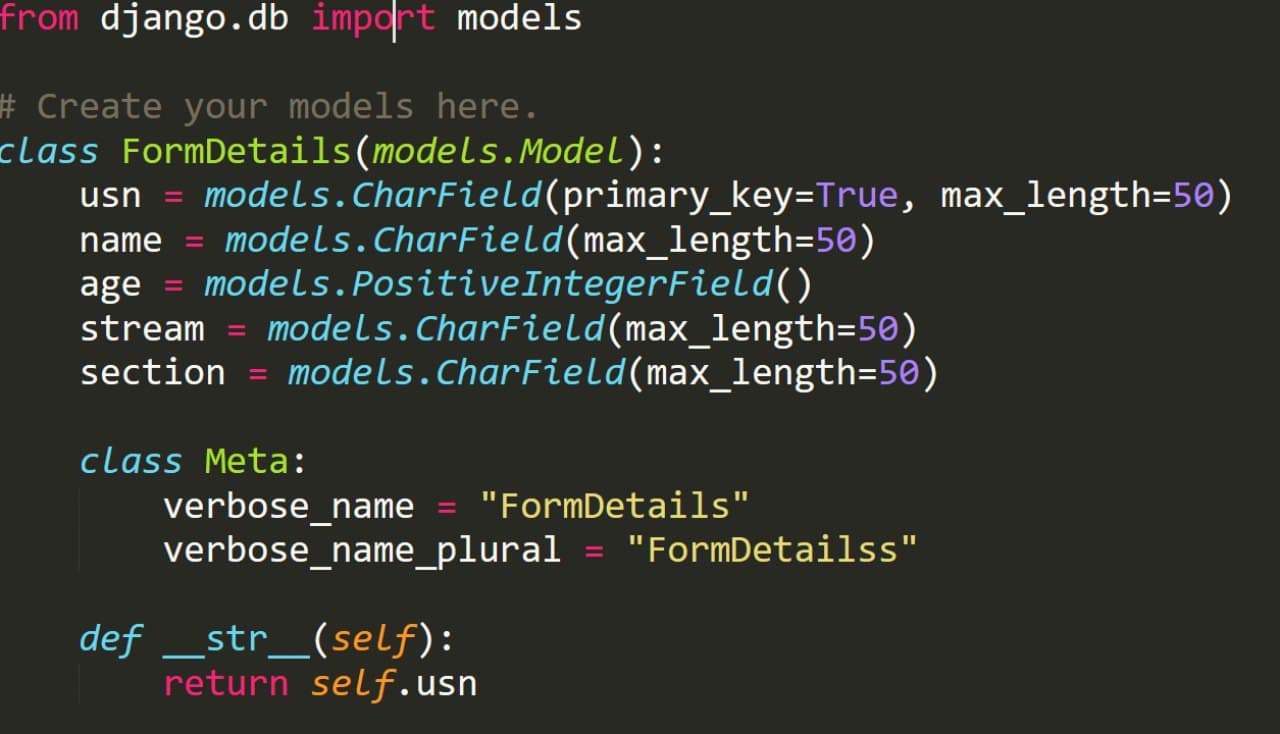 from django.db import models
# Create your models here.
class FormDetails(models.Model):
    usn = models.CharField(primary_key=True, max_length=50)
    name = models.CharField(max_length=50)
    age = models.PositiveIntegerField()
    stream = models.CharField(max_length=50)
    section = models.CharField(max_length=50)
    class Meta:
        verbose_name = "FormDetails"
        verbose_name_plural = "FormDetailss"
    def __str__(self):
        return self.usn